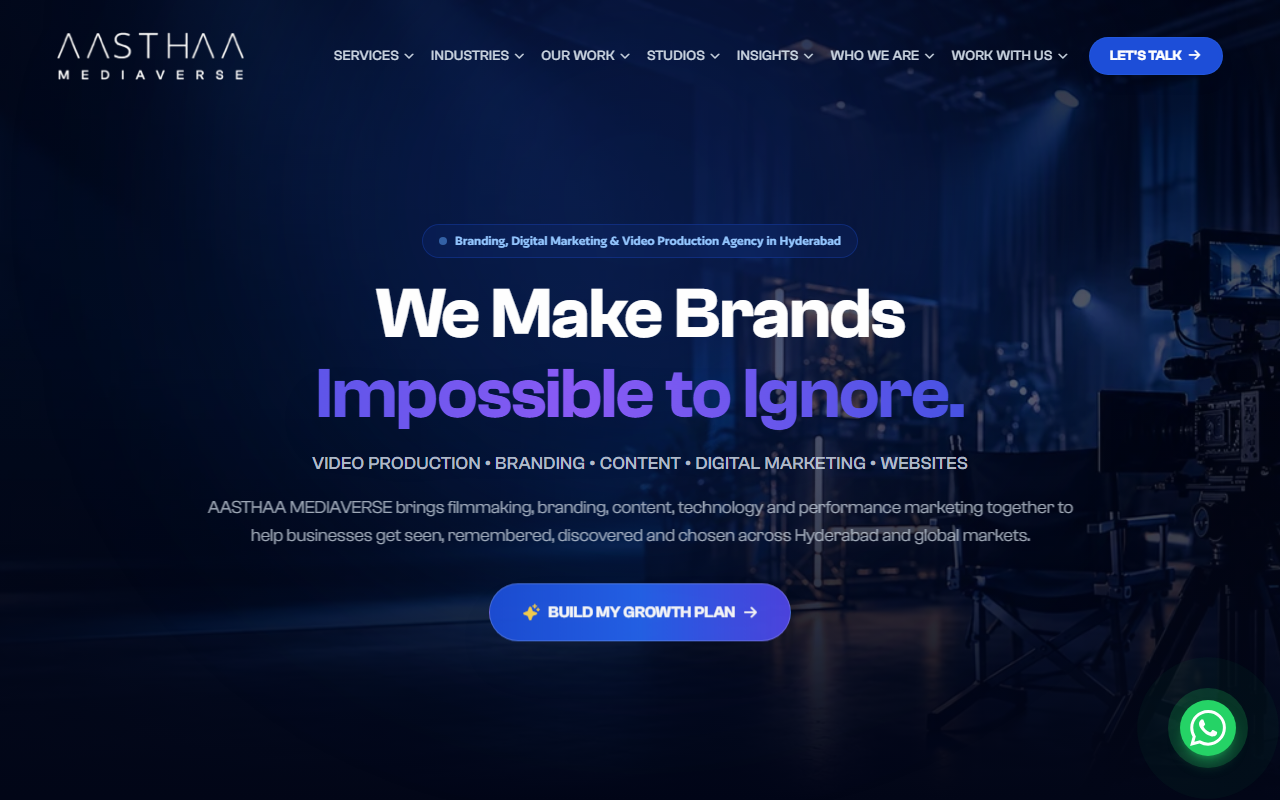 AASTHAA
MEDIAVERSE
SERVICES INDUSTRIES OUR WORK STUDIOS INSIGHTS WHO WE ARE WORK WITH US LET'S TALK →
Branding, Digital Marketing & Video Production Agency in Hyderabad
We Make Brands
Impossible to Ignore.
VIDEO PRODUCTION • BRANDING • CONTENT • DIGITAL MARKETING • WEBSITES
AASTHAA MEDIAVERSE brings filmmaking, branding, content, technology and performance marketing together to
help businesses get seen, remembered, discovered and chosen across Hyderabad and global markets.
✨ BUILD MY GROWTH PLAN →